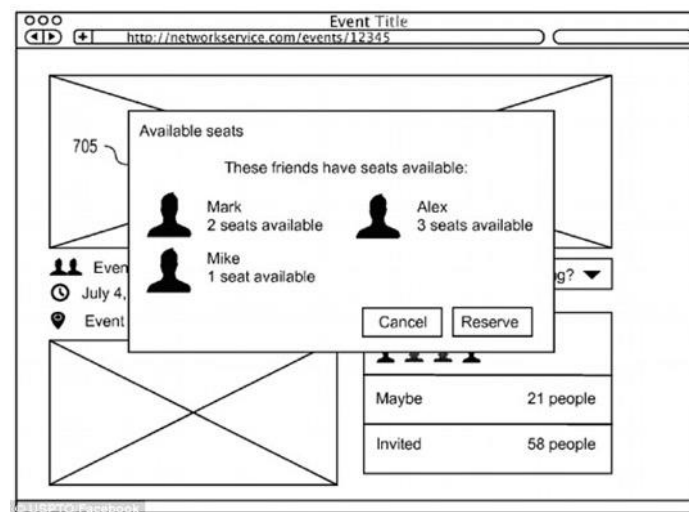 Event Title
http://networkservice.com/events/12345
Available seats
705
These friends have seats available:
Mark
2 seats available
Alex
3 seats available
Mike
1 seat available
Even
g?
July 4,
Event
Cancel
Reserve
Maybe
21 people
Invited
58 people
© USPTO Facebook